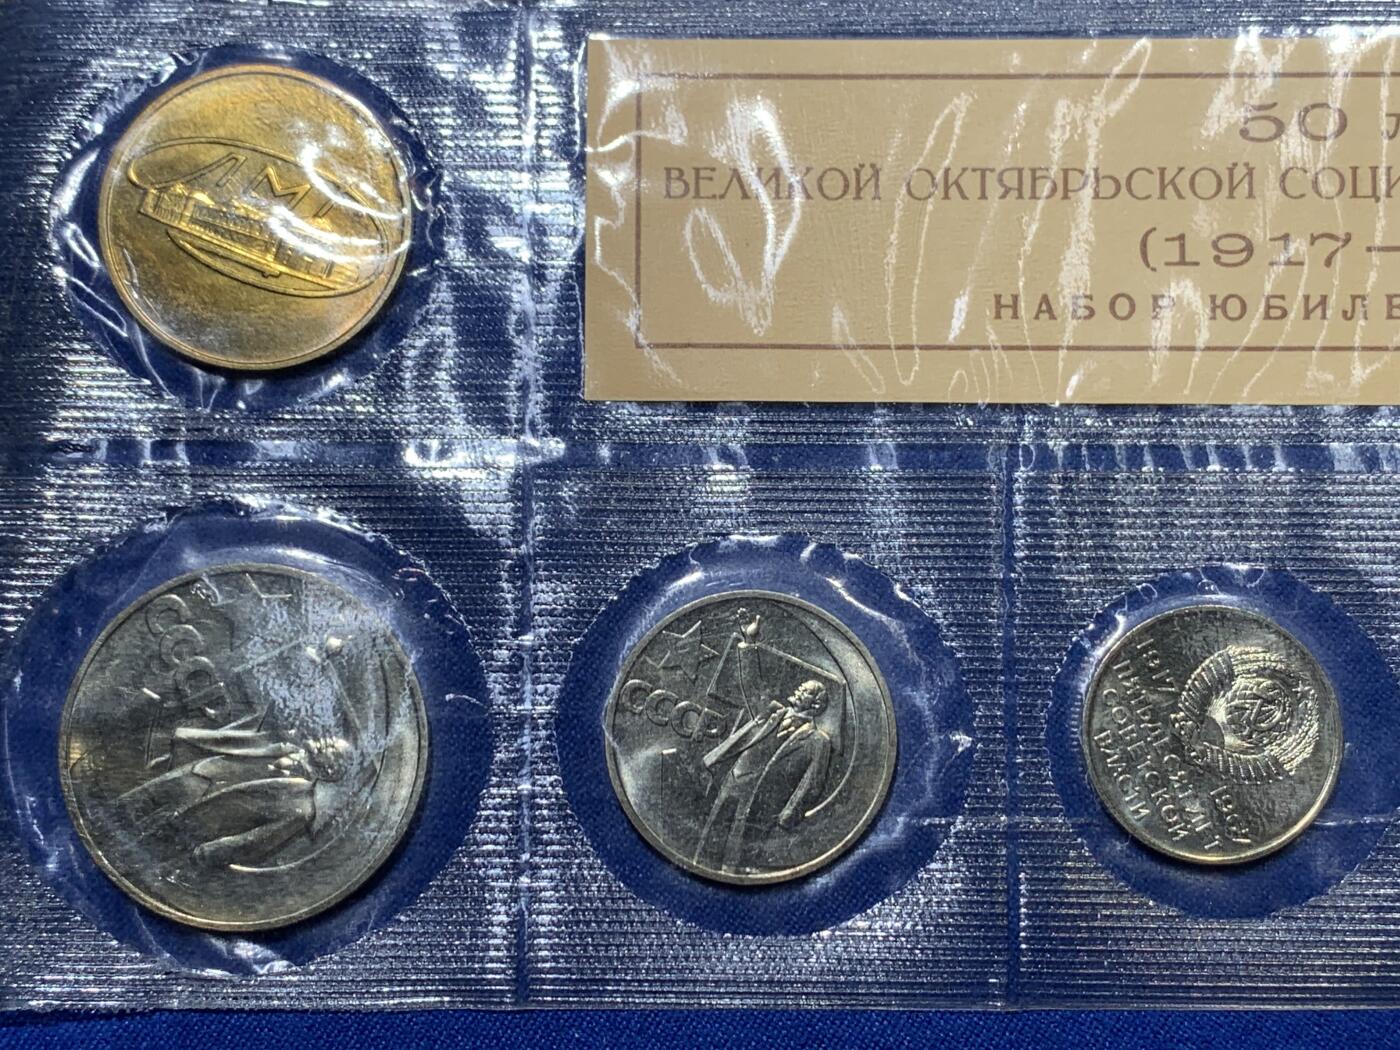 ЛМД
50
ВЕЛИКОЙ ОКТЯБРЬСКОЙ СОЦИ
(1917—
НАБОР ЮБИЛЕ
СССР
СССР
1917 1967
ПЯТЬДЕСЯТ ЛЕТ
СОВЕТСКОЙ
ВЛАСТИ